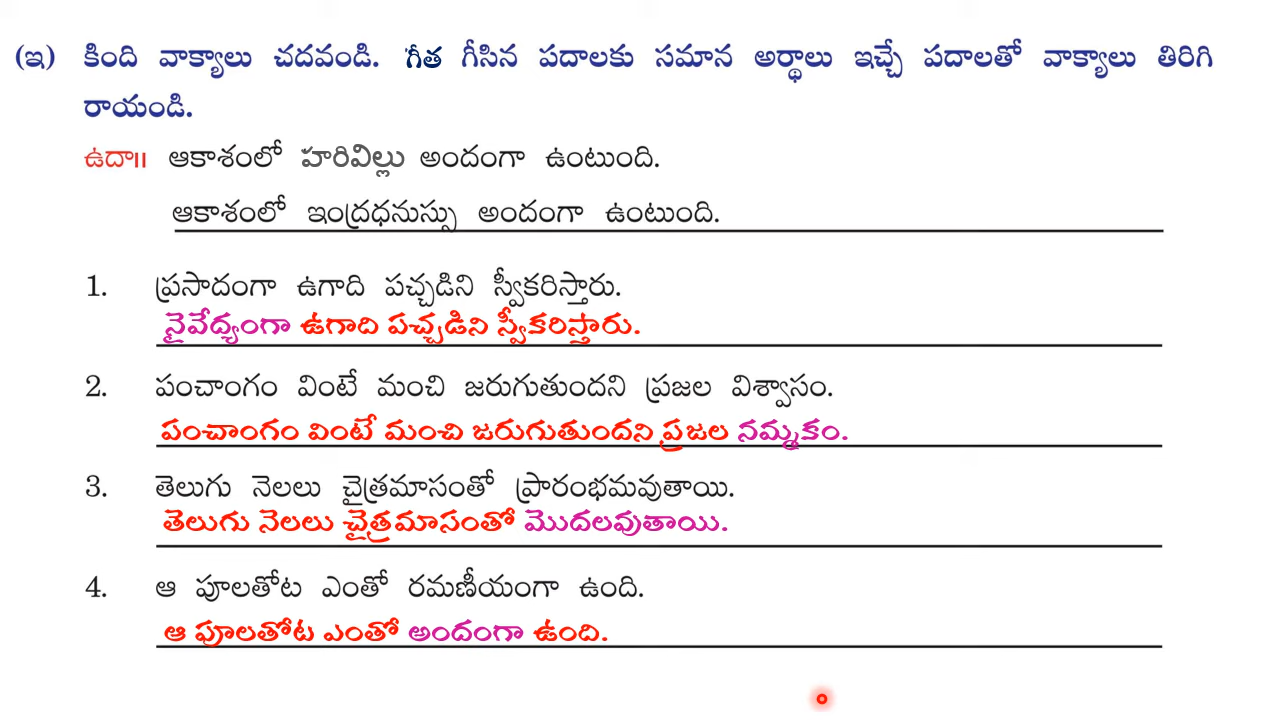 (ఇ) కింది వాక్యాలు చదవండి. గీత గీసిన పదాలకు సమాన అర్థాలు ఇచ్చే పదాలతో వాక్యాలు తిరిగి
రాయండి.
ఉదా॥ ఆకాశంలో హరివిల్లు అందంగా ఉంటుంది.
ఆకాశంలో ఇంద్రధనుస్సు అందంగా ఉంటుంది.
1. ప్రసాదంగా ఉగాది పచ్చడిని స్వీకరిస్తారు.
నైవేద్యంగా ఉగాది పచ్చడిని స్వీకరిస్తారు.
2. పంచాంగం వింటే మంచి జరుగుతుందని ప్రజల విశ్వాసం.
పంచాంగం వింటే మంచి జరుగుతుందని ప్రజల నమ్మకం.
3. తెలుగు నెలలు చైత్రమాసంతో ప్రారంభమవుతాయి.
తెలుగు నెలలు చైత్రమాసంతో మొదలవుతాయి.
4. ఆ పూలతోట ఎంతో రమణీయంగా ఉంది.
ఆ పూలతోట ఎంతో అందంగా ఉంది.